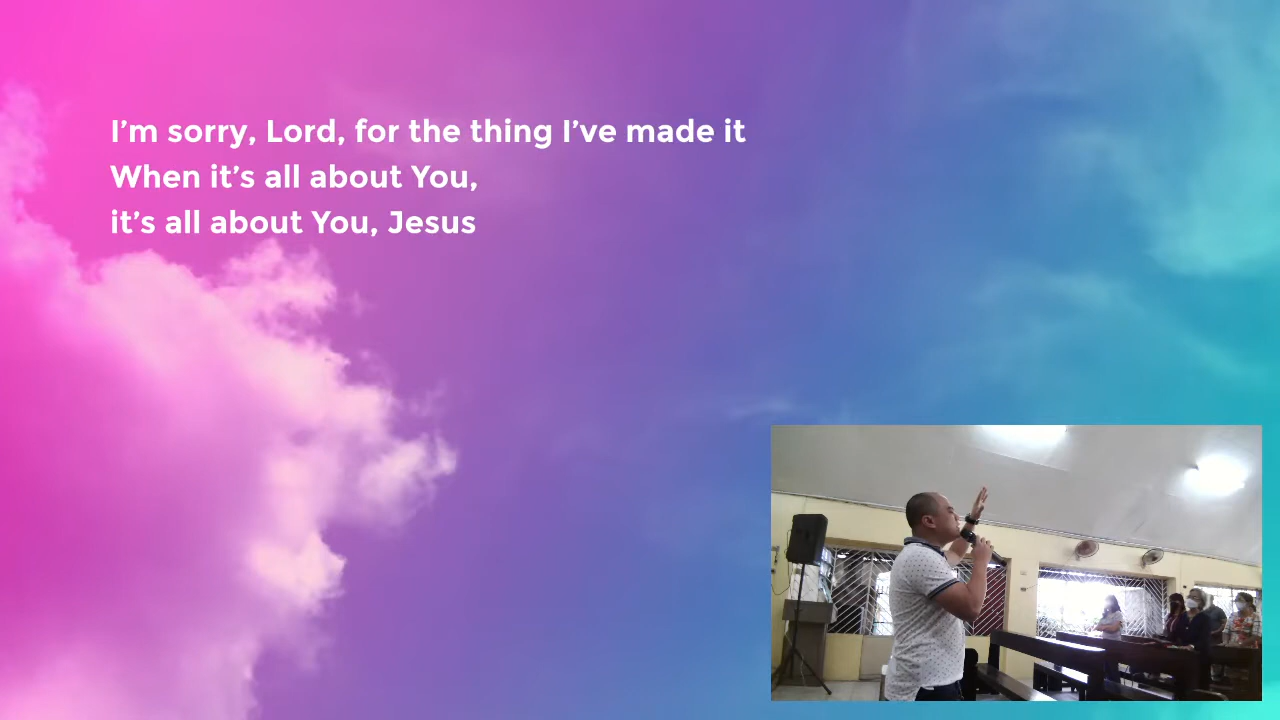 I’m sorry, Lord, for the thing I’ve made it
When it’s all about You,
it’s all about You, Jesus